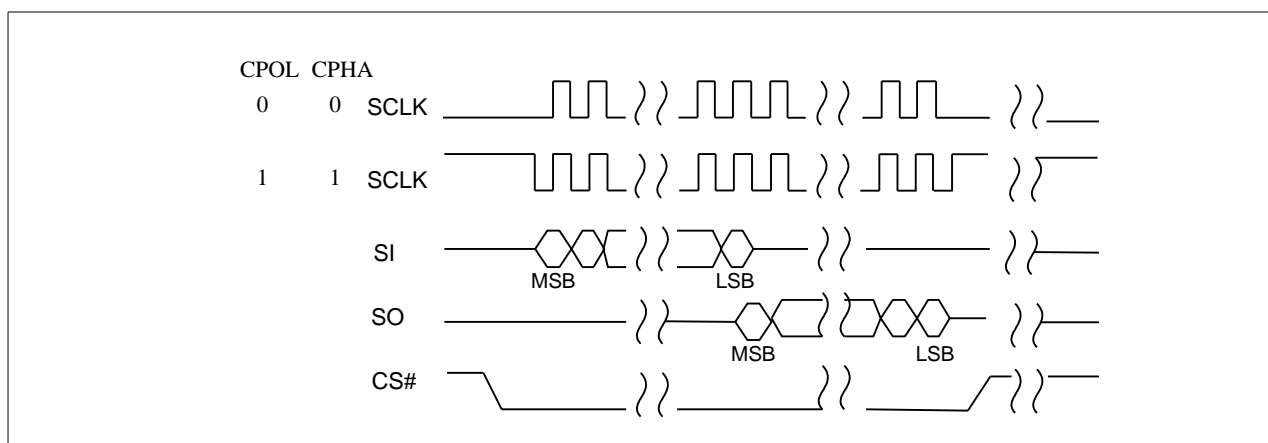 CPOL CPHA
0 0 SCLK
1 1 SCLK
SI
MSB LSB
SO
MSB LSB
CS#